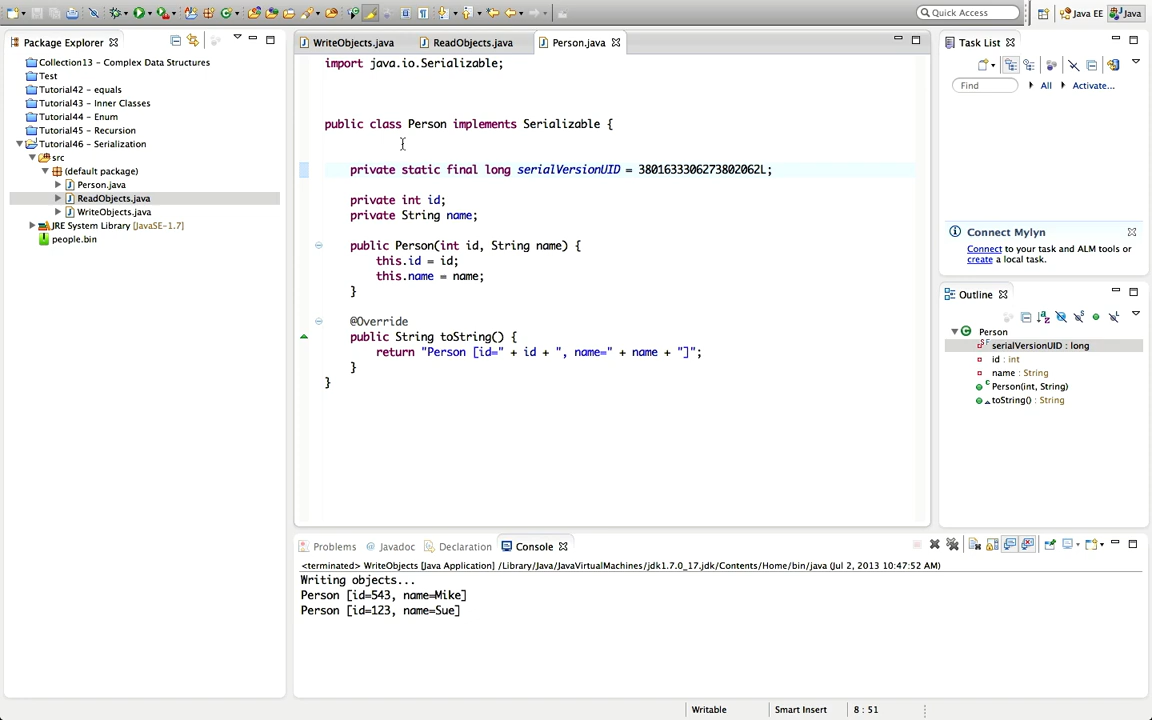 Quick Access
Java EE
Java
Package Explorer
Collection13 - Complex Data Structures
Test
Tutorial42 - equals
Tutorial43 - Inner Classes
Tutorial44 - Enum
Tutorial45 - Recursion
Tutorial46 - Serialization
src
(default package)
Person.java
ReadObjects.java
WriteObjects.java
JRE System Library [JavaSE-1.7]
people.bin
WriteObjects.java
ReadObjects.java
Person.java
import java.io.Serializable;
public class Person implements Serializable {
private static final long serialVersionUID = 3801633306273802062L;
private int id;
private String name;
public Person(int id, String name) {
this.id = id;
this.name = name;
}
@Override
public String toString() {
return "Person [id=" + id + ", name=" + name + "]";
}
}
Task List
Find
All
Activate...
Connect Mylyn
Connect to your task and ALM tools or
create a local task.
Outline
Person
serialVersionUID : long
id : int
name : String
Person(int, String)
toString() : String
Problems
Javadoc
Declaration
Console
<terminated> WriteObjects [Java Application] /Library/Java/JavaVirtualMachines/jdk1.7.0_17.jdk/Contents/Home/bin/java (Jul 2, 2013 10:47:52 AM)
Writing objects...
Person [id=543, name=Mike]
Person [id=123, name=Sue]
Writable
Smart Insert
8 : 51